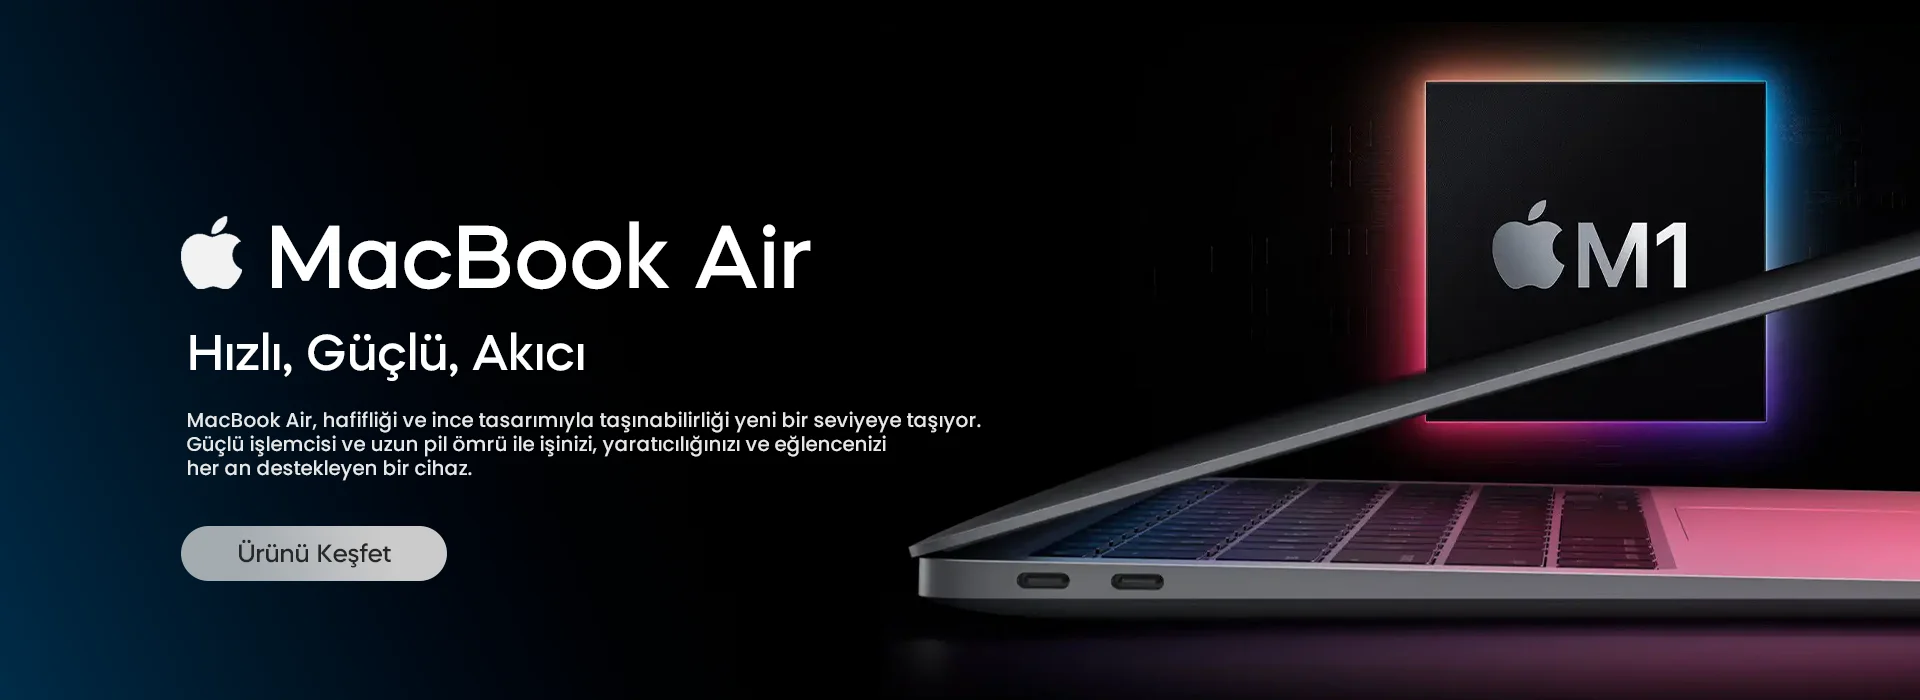 MacBook Air
Hızlı, Güçlü, Akıcı
MacBook Air, hafifliği ve ince tasarımıyla taşınabilirliği yeni bir seviyeye taşıyor.
Güçlü işlemcisi ve uzun pil ömrü ile işinizi, yaratıcılığınızı ve eğlencenizi
her an destekleyen bir cihaz.
Ürünü Keşfet
M1